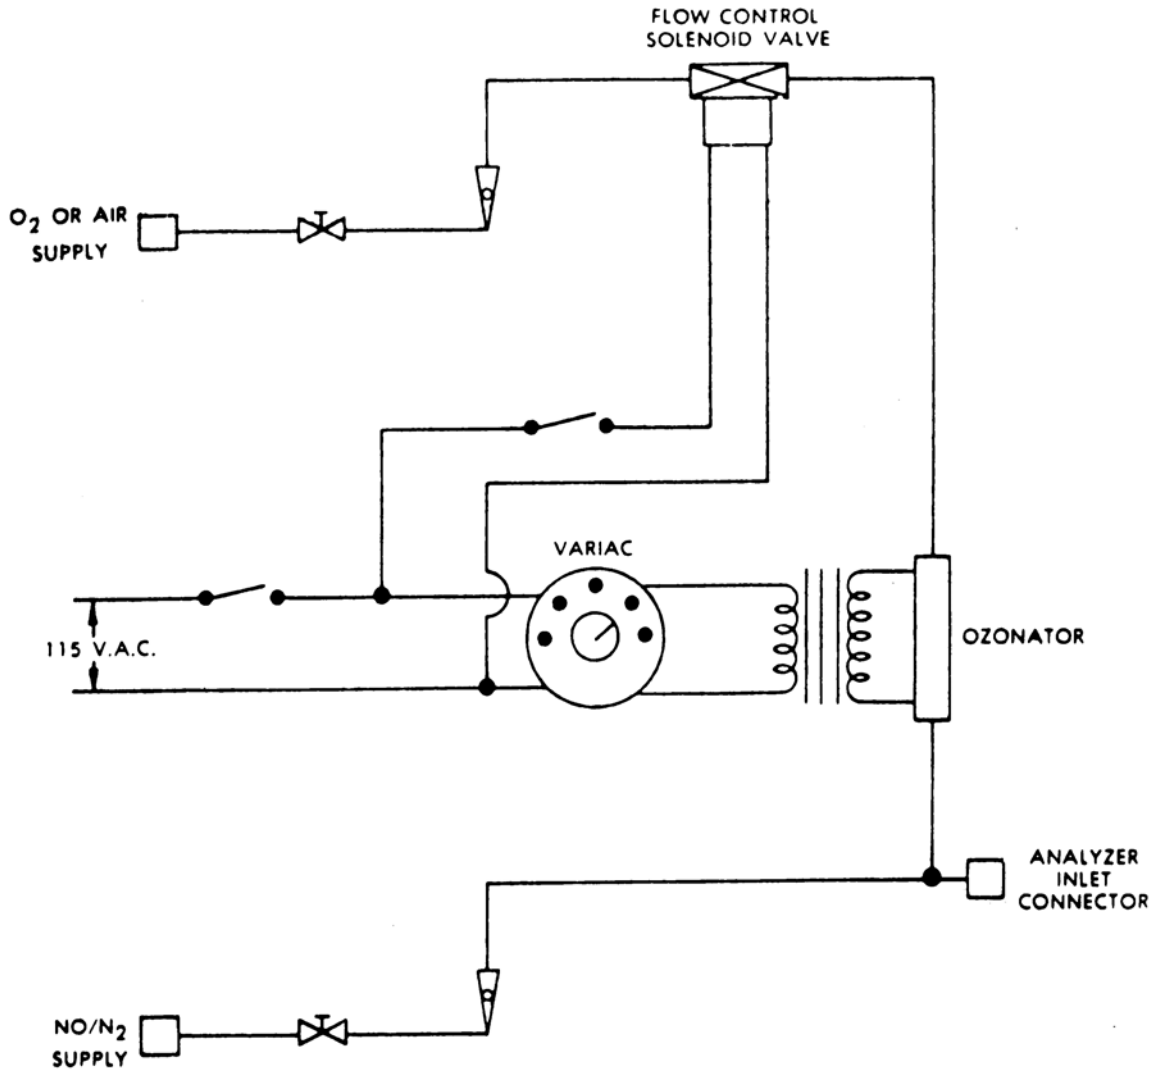 FLOW CONTROL
SOLENOID VALVE
O2 OR AIR
SUPPLY
VARIAC
115 V.A.C.
OZONATOR
ANALYZER
INLET
CONNECTOR
NO/N2
SUPPLY